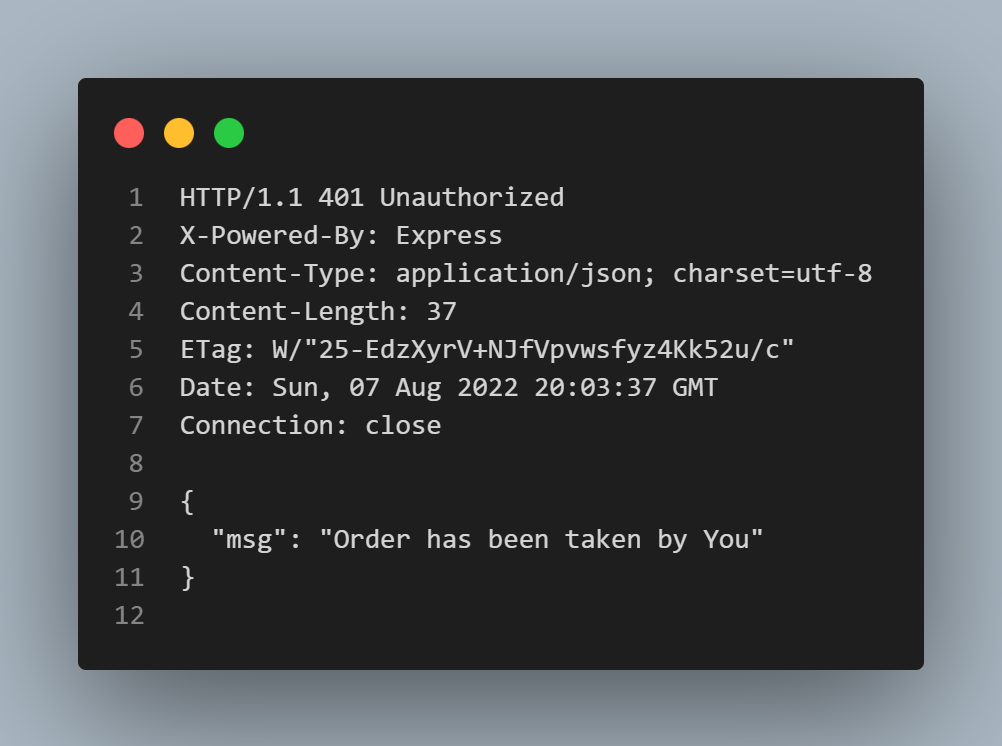 1 HTTP/1.1 401 Unauthorized
2 X-Powered-By: Express
3 Content-Type: application/json; charset=utf-8
4 Content-Length: 37
5 ETag: W/"25-EdzXyrV+NJfVpvwsfyz4Kk52u/c"
6 Date: Sun, 07 Aug 2022 20:03:37 GMT
7 Connection: close
8
9 {
10   "msg": "Order has been taken by You"
11 }
12